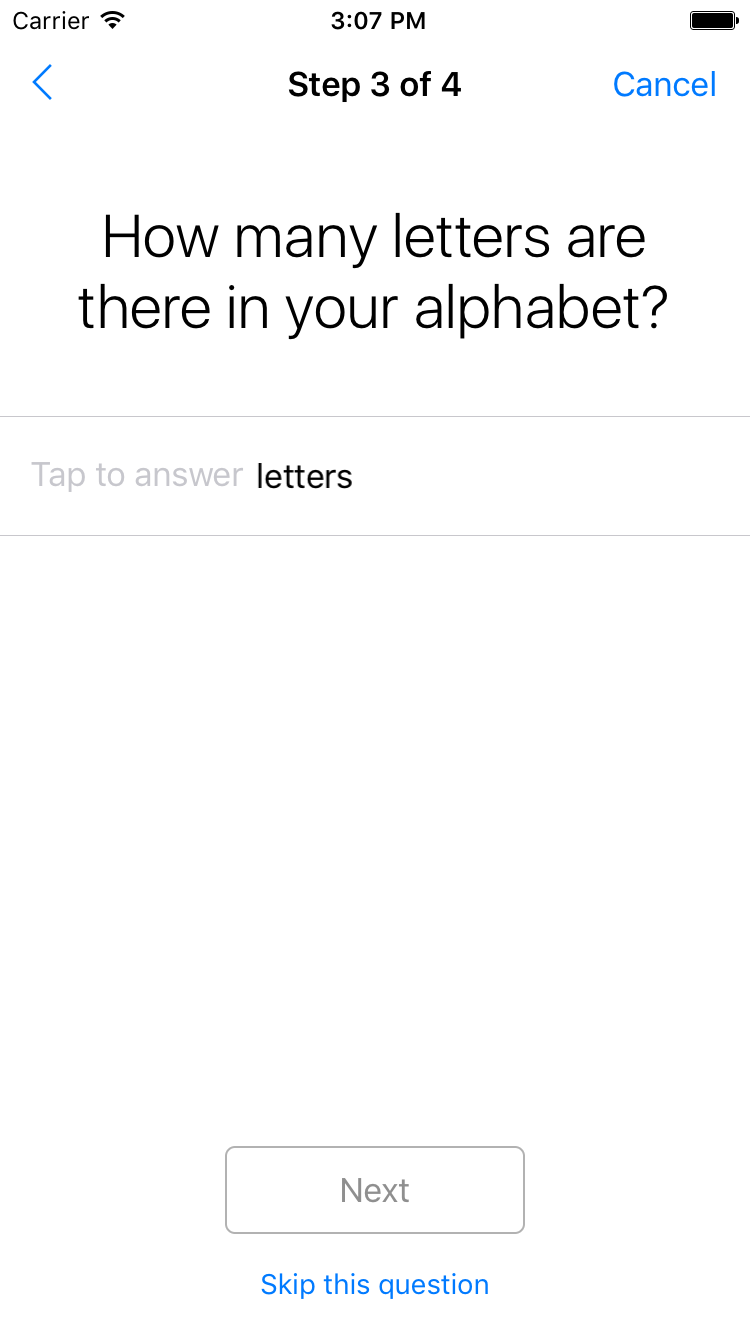 Carrier 3:07 PM
Step 3 of 4 Cancel
How many letters are
there in your alphabet?
Tap to answer letters
Next
Skip this question